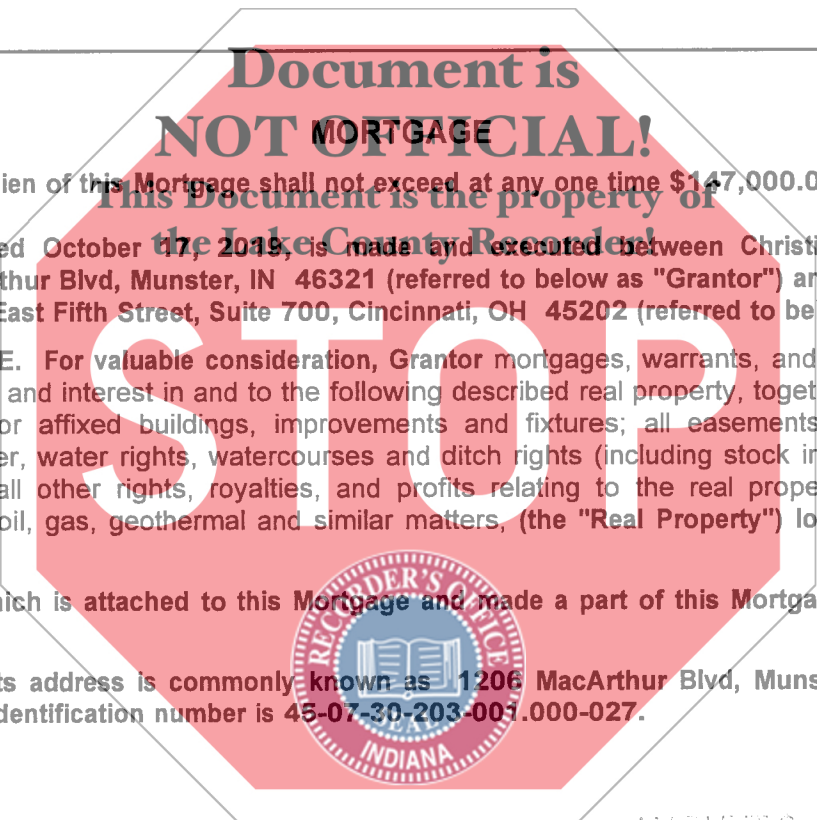 Document is
NOT OFFICIAL!
MORTGAGE
This Document is the property of
lien of this Mortgage shall not exceed at any one time $147,000.0
the Lake County Recorder!
ed October 17, 2019, is made and executed between Christi
thur Blvd, Munster, IN 46321 (referred to below as "Grantor") an
East Fifth Street, Suite 700, Cincinnati, OH 45202 (referred to be
E. For valuable consideration, Grantor mortgages, warrants, and
and interest in and to the following described real property, toget
or affixed buildings, improvements and fixtures; all easements
er, water rights, watercourses and ditch rights (including stock in
all other rights, royalties, and profits relating to the real prope
oil, gas, geothermal and similar matters, (the "Real Property") lo
STOP
hich is attached to this Mortgage and made a part of this Mortga
ts address is commonly known as 1206 MacArthur Blvd, Muns
dentification number is 45-07-30-203-001.000-027.
RECORDER'S OFFICE
SEAL
INDIANA